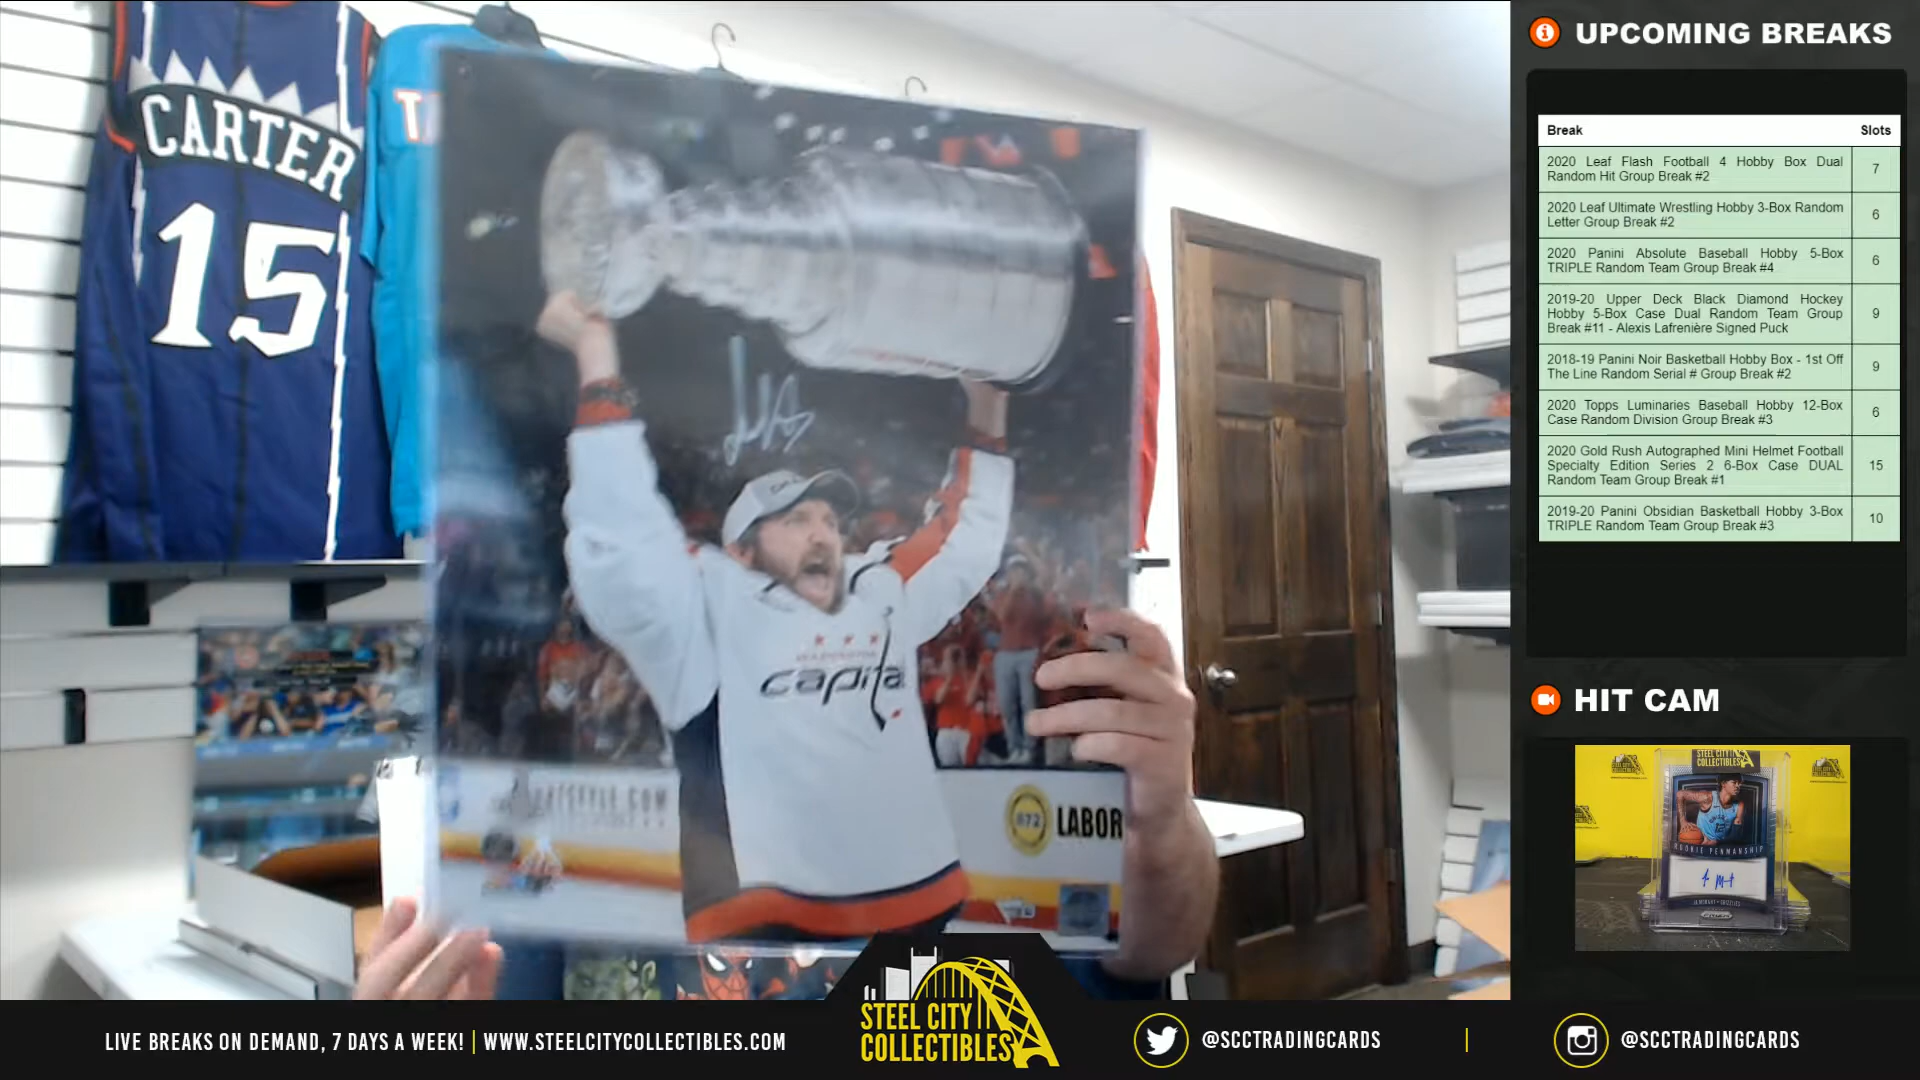 UPCOMING BREAKS
Break Slots
2020 Leaf Flash Football 4 Hobby Box Dual
Random Hit Group Break #2
7
2020 Leaf Ultimate Wrestling Hobby 3-Box Random
Letter Group Break #2
6
2020 Panini Absolute Baseball Hobby 5-Box
TRIPLE Random Team Group Break #4
6
2019-20 Upper Deck Black Diamond Hockey
Hobby 5-Box Case Dual Random Team Group
Break #11 - Alexis Lafrenière Signed Puck
9
2018-19 Panini Noir Basketball Hobby Box - 1st Off
The Line Random Serial # Group Break #2
9
2020 Topps Luminaries Baseball Hobby 12-Box
Case Random Division Group Break #3
6
2020 Gold Rush Autographed Mini Helmet Football
Specialty Edition Series 2 6-Box Case DUAL
Random Team Group Break #1
15
2019-20 Panini Obsidian Basketball Hobby 3-Box
TRIPLE Random Team Group Break #3
10
CARTER
15
capitals
LABOR
HIT CAM
STEEL CITY
COLLECTIBLES
ROOKIE PENMANSHIP
JA MORANT • GRIZZLIES
LIVE BREAKS ON DEMAND, 7 DAYS A WEEK! | WWW.STEELCITYCOLLECTIBLES.COM
STEEL CITY
COLLECTIBLES
@SCCTRADINGCARDS
|
@SCCTRADINGCARDS